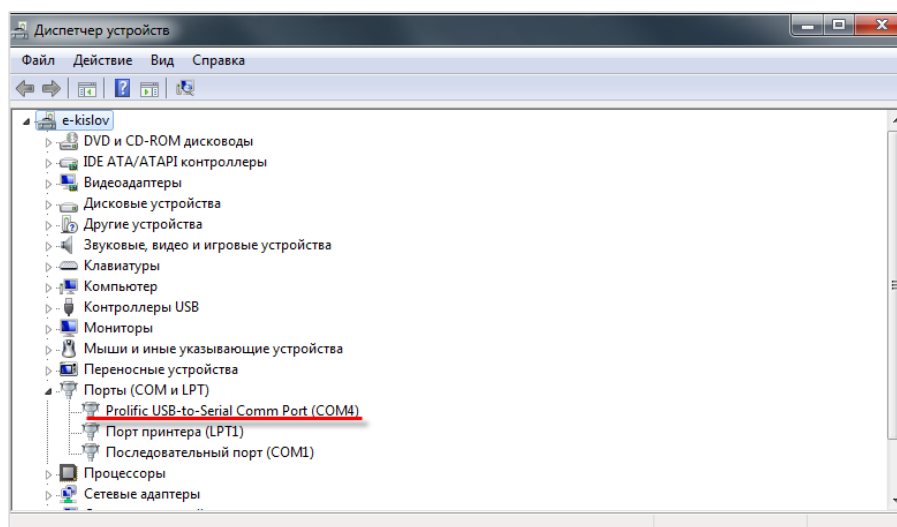 Диспетчер устройств
Файл Действие Вид Справка
e-kislov
DVD и CD-ROM дисководы
IDE ATA/ATAPI контроллеры
Видеоадаптеры
Дисковые устройства
Другие устройства
Звуковые, видео и игровые устройства
Клавиатуры
Компьютер
Контроллеры USB
Мониторы
Мыши и иные указывающие устройства
Переносные устройства
Порты (COM и LPT)
Prolific USB-to-Serial Comm Port (COM4)
Порт принтера (LPT1)
Последовательный порт (COM1)
Процессоры
Сетевые адаптеры